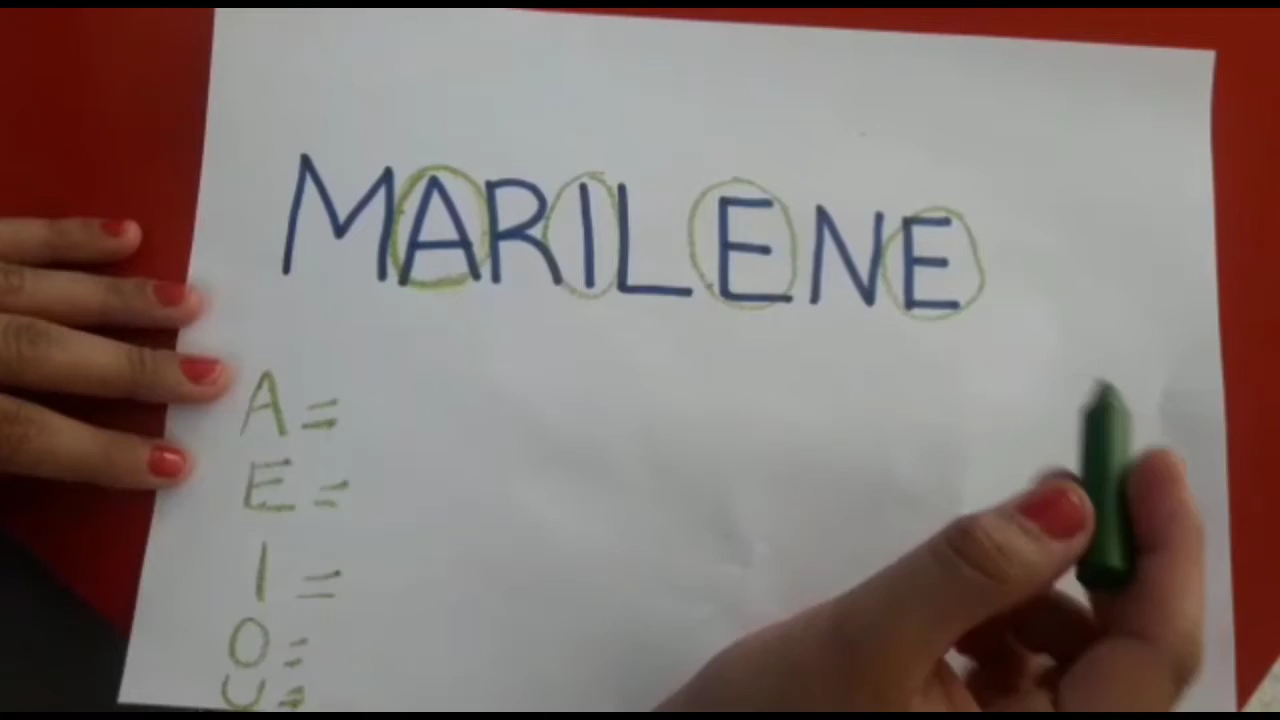 MARILENE
A =
E =
I =
O =
U =